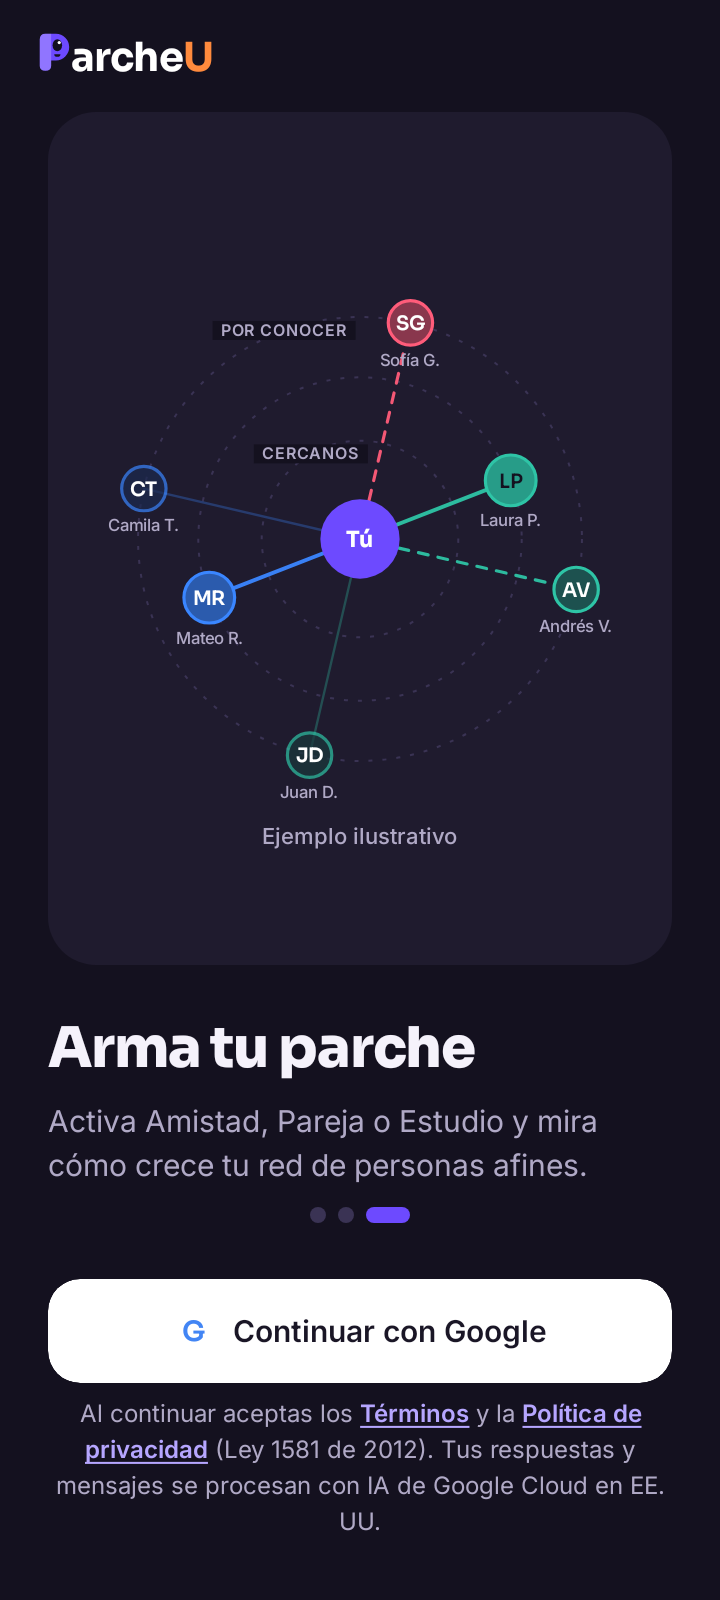 ParcheU
POR CONOCER
SG
Sofía G.
CERCANOS
CT
Camila T.
LP
Laura P.
Tú
MR
Mateo R.
AV
Andrés V.
JD
Juan D.
Ejemplo ilustrativo
Arma tu parche
Activa Amistad, Pareja o Estudio y mira
cómo crece tu red de personas afines.
G Continuar con Google
Al continuar aceptas los Términos y la Política de
privacidad (Ley 1581 de 2012). Tus respuestas y
mensajes se procesan con IA de Google Cloud en EE.
UU.